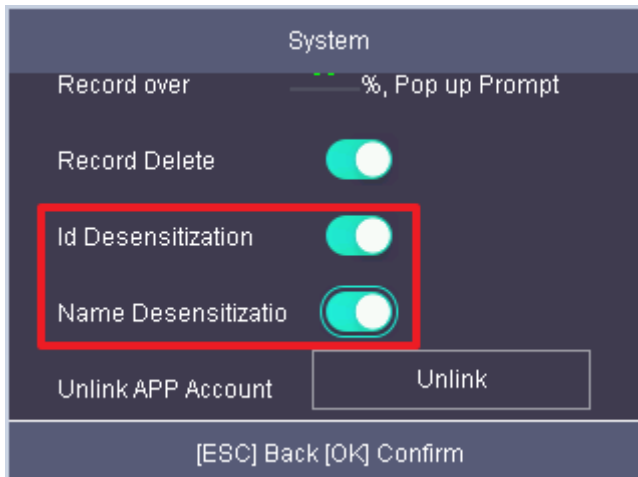 System
Record over %, Pop up Prompt
Record Delete
Id Desensitization
Name Desensitizatio
Unlink APP Account Unlink
[ESC] Back [OK] Confirm